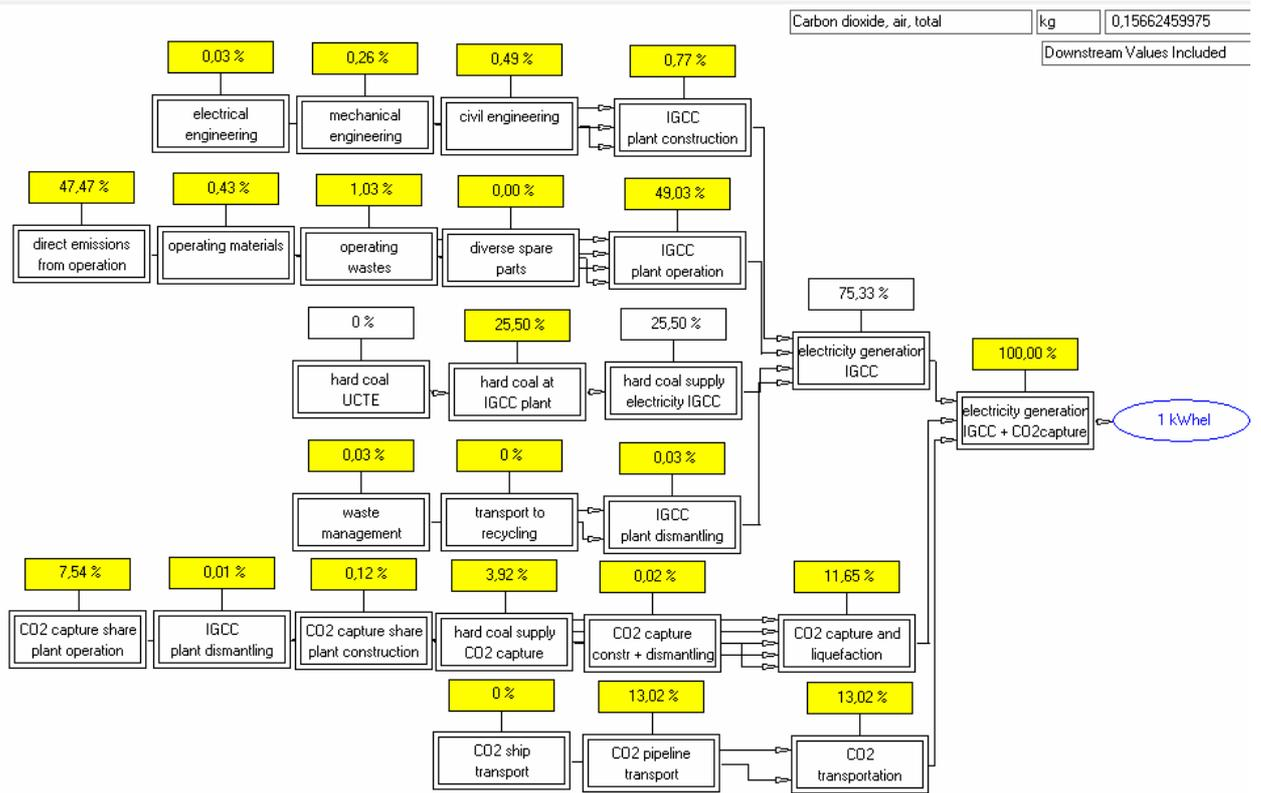 Carbon dioxide, air, total kg 0,15662459975
Downstream Values Included
0,03 % 0,26 % 0,49 % 0,77 %
electrical
engineering
mechanical
engineering
civil engineering
IGCC
plant construction
47,47 % 0,43 % 1,03 % 0,00 % 49,03 %
direct emissions
from operation
operating materials
operating
wastes
diverse spare
parts
IGCC
plant operation
75,33 %
electricity generation
IGCC
0 % 25,50 % 25,50 %
hard coal
UCTE
hard coal at
IGCC plant
hard coal supply
electricity IGCC
100,00 %
electricity generation
IGCC + CO2capture
1 kWhel
0,03 % 0 % 0,03 %
waste
management
transport to
recycling
IGCC
plant dismantling
7,54 % 0,01 % 0,12 % 3,92 % 0,02 % 11,65 %
CO2 capture share
plant operation
IGCC
plant dismantling
CO2 capture share
plant construction
hard coal supply
CO2 capture
CO2 capture
constr + dismantling
CO2 capture and
liquefaction
0 % 13,02 % 13,02 %
CO2 ship
transport
CO2 pipeline
transport
CO2
transportation